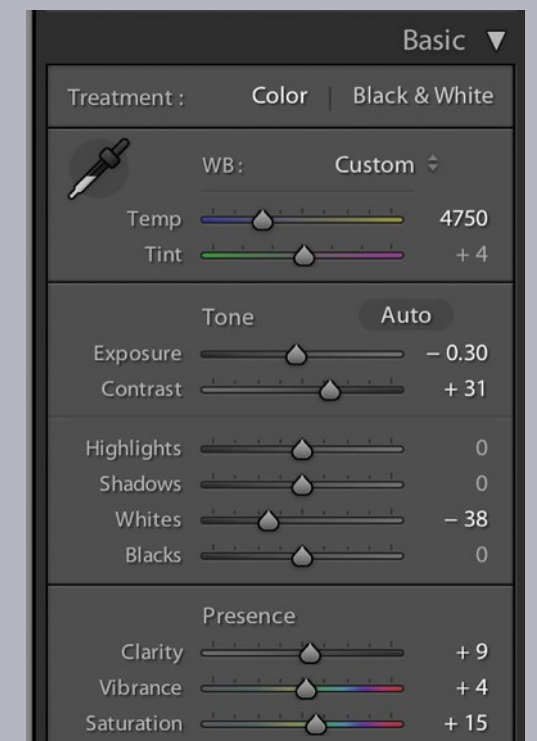 Basic ▼
Treatment : Color | Black & White
WB : Custom
Temp 4750
Tint + 4
Tone Auto
Exposure − 0.30
Contrast + 31
Highlights 0
Shadows 0
Whites − 38
Blacks 0
Presence
Clarity + 9
Vibrance + 4
Saturation + 15